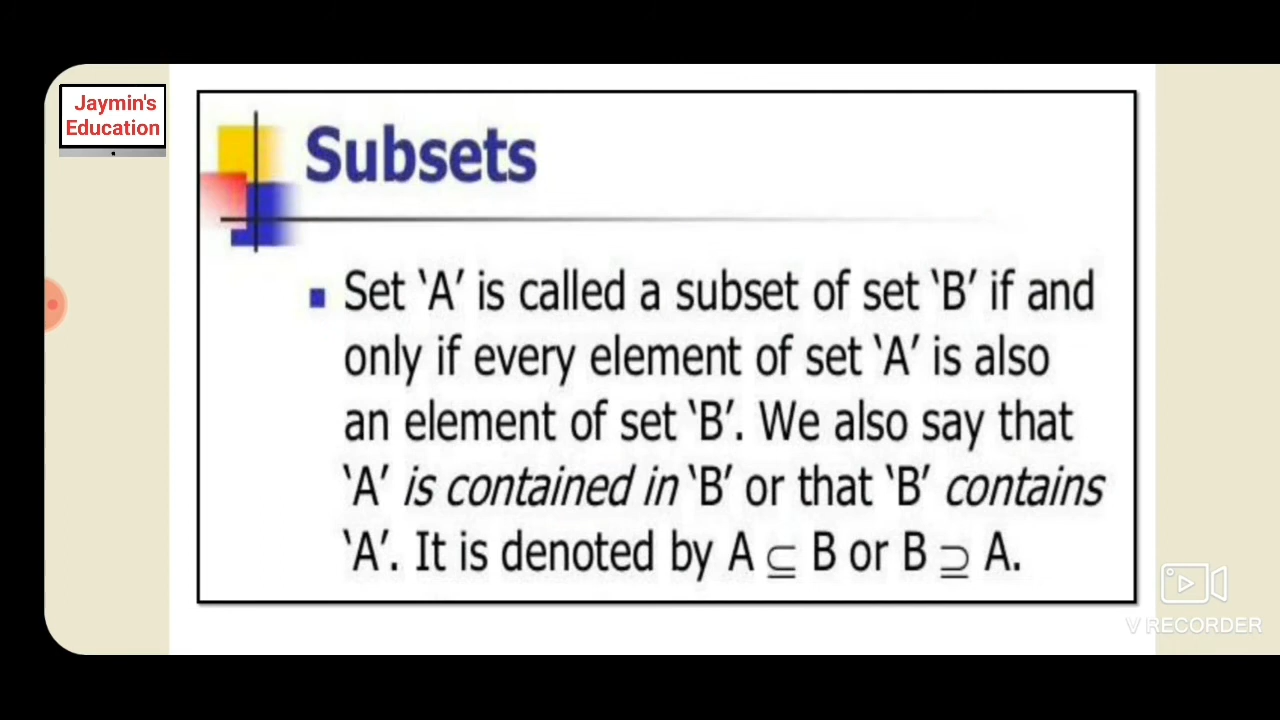 Jaymin's
Education
Subsets
Set ‘A’ is called a subset of set ‘B’ if and
only if every element of set ‘A’ is also
an element of set ‘B’. We also say that
‘A’ is contained in ‘B’ or that ‘B’ contains
‘A’. It is denoted by A ⊆ B or B ⊇ A.
V RECORDER